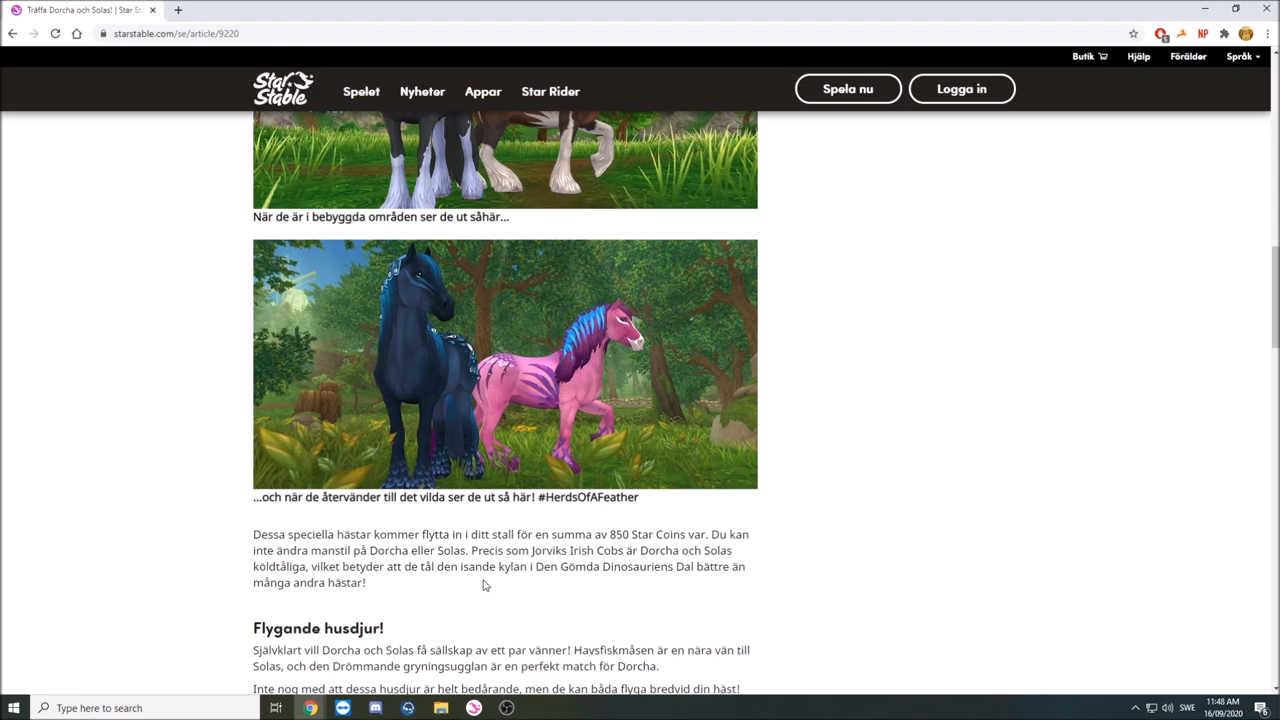 Träffa Dorcha och Solas! | Star St
starstable.com/se/article/9220
5
NP
Butik
Hjälp
Förälder
Språk
Star
Stable
Spelet
Nyheter
Appar
Star Rider
Spela nu
Logga in
När de är i bebyggda områden ser de ut såhär...
...och när de återvänder till det vilda ser de ut så här! #HerdsOfAFeather
Dessa speciella hästar kommer flytta in i ditt stall för en summa av 850 Star Coins var. Du kan
inte ändra manstil på Dorcha eller Solas. Precis som Jorviks Irish Cobs är Dorcha och Solas
köldtåliga, vilket betyder att de tål den isande kylan i Den Gömda Dinosauriens Dal bättre än
många andra hästar!
Flygande husdjur!
Självklart vill Dorcha och Solas få sällskap av ett par vänner! Havsfiskmåsen är en nära vän till
Solas, och den Drömmande gryningsugglan är en perfekt match för Dorcha.
Inte nog med att dessa husdjur är helt bedårande, men de kan båda flyga bredvid din häst!
Type here to search
SWE
11:48 AM
16/09/2020
6